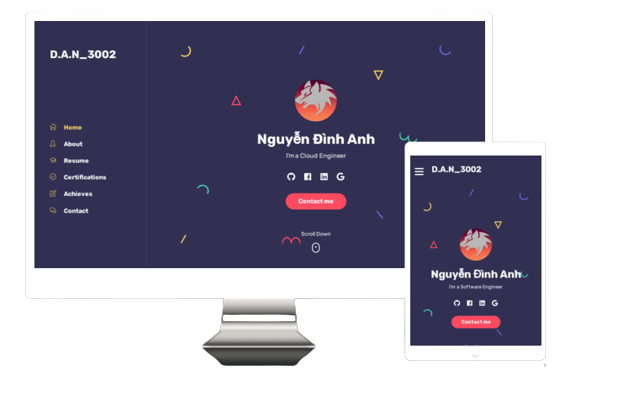 D.A.N_3002
Home
About
Resume
Certifications
Achieves
Contact
Nguyễn Đình Anh
I'm a Cloud Engineer
Contact me
Scroll Down
D.A.N_3002
Nguyễn Đình Anh
I'm a Software Engineer
Contact me